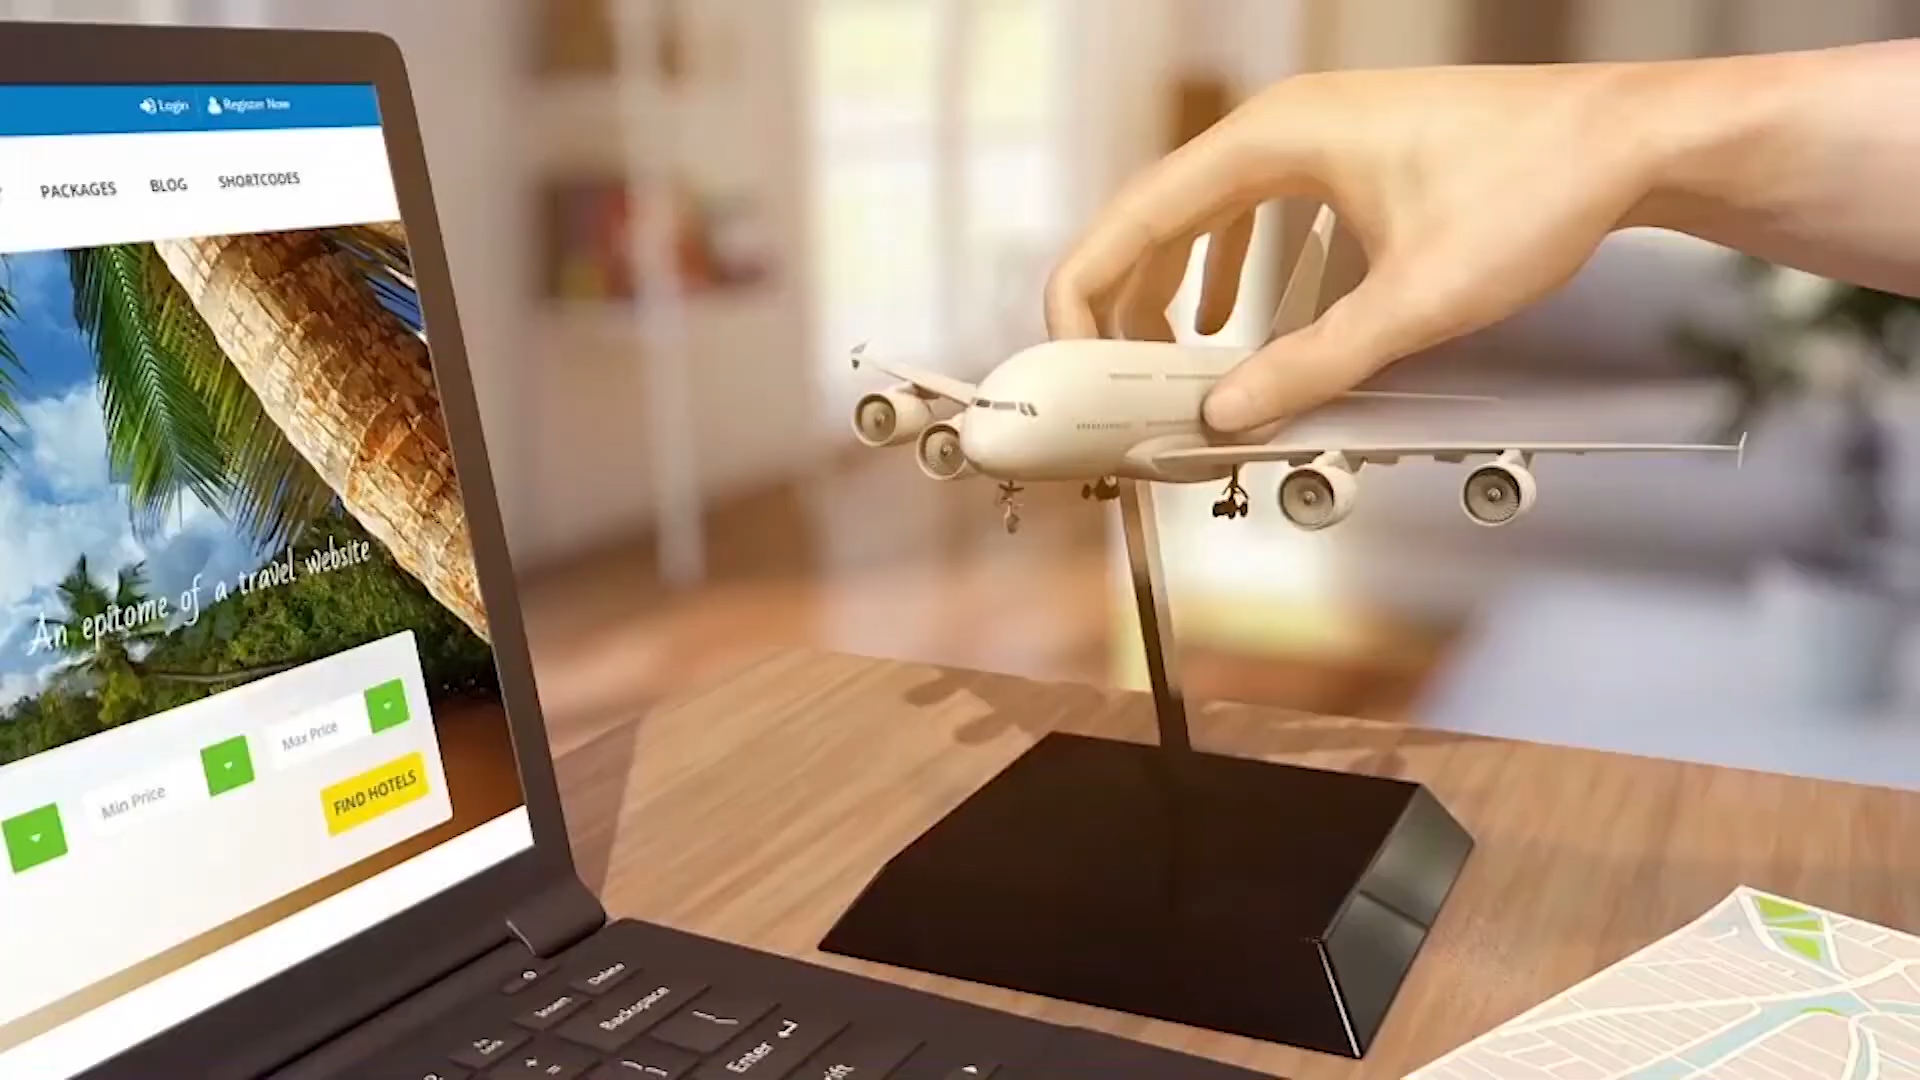 Login Register Now
PACKAGES BLOG SHORTCODES
An epitome of a travel website
Min Price Max Price
FIND HOTELS
Delete
Insert
Backspace
Enter